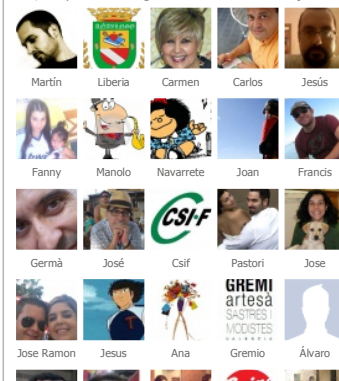 Martín Liberia Carmen Carlos Jesús
Fanny Manolo Navarrete Joan Francis
CSI·F
Germà José Csif Pastori Jose
GREMI
artesà
SASTRES I
MODISTES
VALENCIA
Jose Ramon Jesus Ana Gremio Álvaro